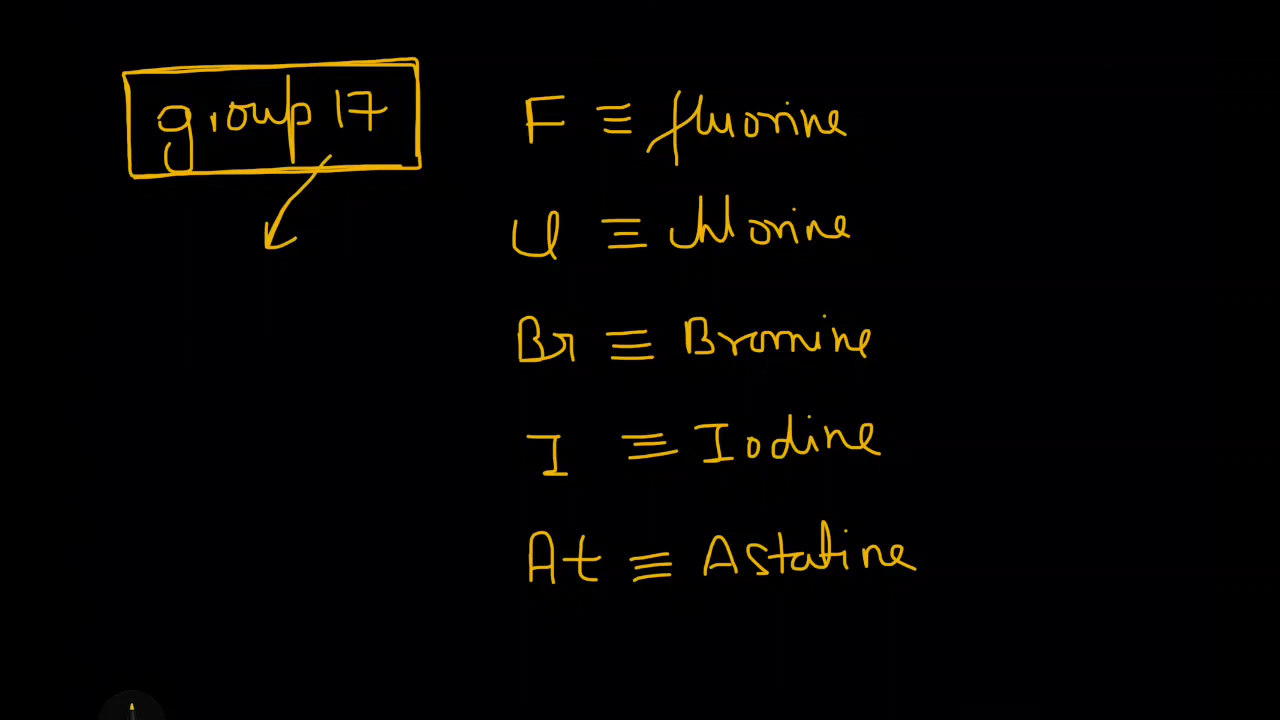 group 17
F ≡ fluorine
Cl ≡ chlorine
Br ≡ Bromine
I ≡ Iodine
At ≡ Astatine